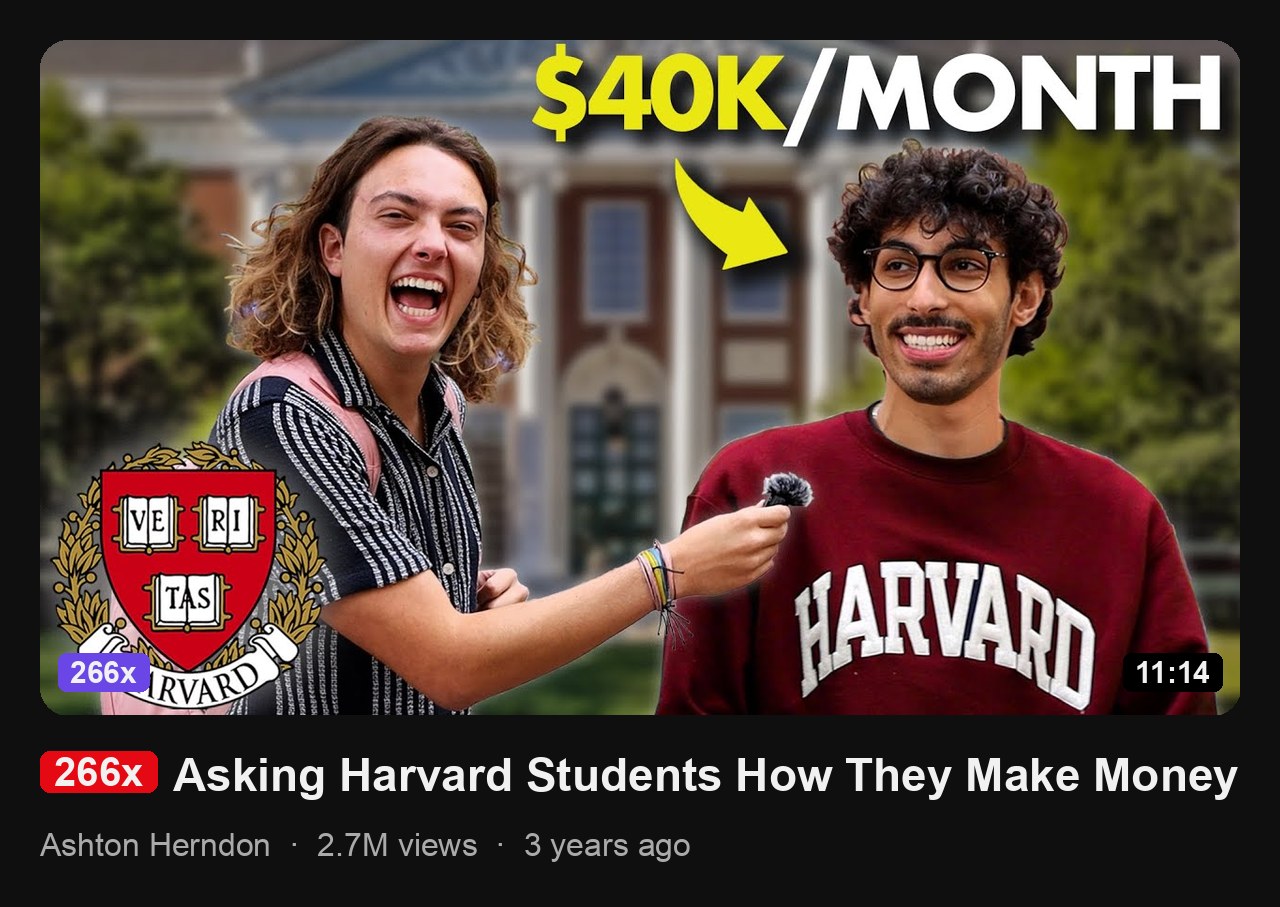 $40K/MONTH
VE RI
TAS
HARVARD
266x
11:14
266x Asking Harvard Students How They Make Money
Ashton Herndon · 2.7M views · 3 years ago